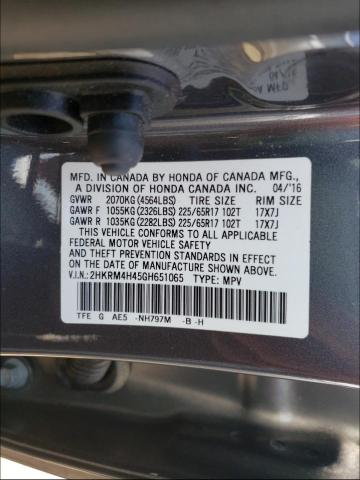 MFD. IN CANADA BY HONDA OF CANADA MFG.,
A DIVISION OF HONDA CANADA INC. 04/'16
GVWR 2070KG (4564LBS) TIRE SIZE RIM SIZE
GAWR F 1055KG (2326LBS) 225/65R17 102T 17X7J
GAWR R 1035KG (2282LBS) 225/65R17 102T 17X7J
THIS VEHICLE CONFORMS TO ALL APPLICABLE
FEDERAL MOTOR VEHICLE SAFETY AND
THEFT PREVENTION STANDARDS IN EFFECT ON
THE DATE OF MANUFACTURE SHOWN ABOVE.
V.I.N.: 2HKRM4H45GH651065 TYPE: MPV
TFE G AE5 -NH797M -B -H